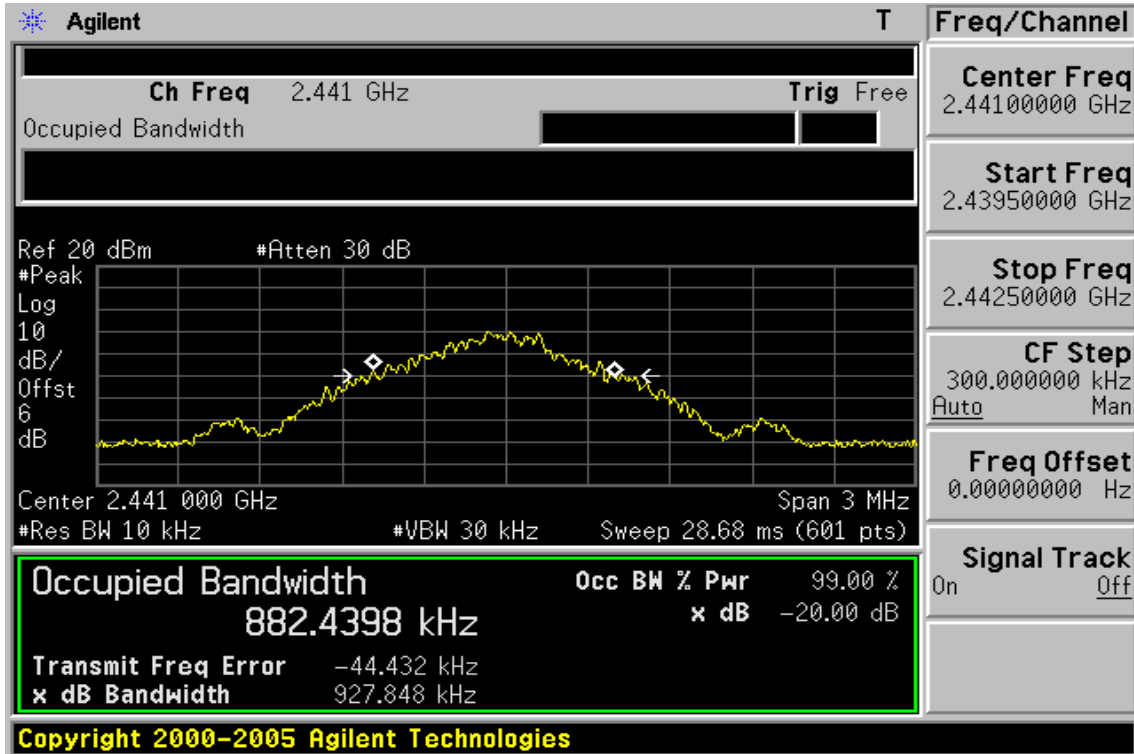 Agilent T
Ch Freq 2.441 GHz Trig Free
Occupied Bandwidth
Ref 20 dBm #Atten 30 dB
#Peak
Log
10
dB/
Offst
6
dB
Center 2.441 000 GHz Span 3 MHz
#Res BW 10 kHz #VBW 30 kHz Sweep 28.68 ms (601 pts)
Occupied Bandwidth Occ BW % Pwr 99.00 %
882.4398 kHz x dB -20.00 dB
Transmit Freq Error -44.432 kHz
x dB Bandwidth 927.848 kHz
Copyright 2000-2005 Agilent Technologies
Freq/Channel
Center Freq
2.44100000 GHz
Start Freq
2.43950000 GHz
Stop Freq
2.44250000 GHz
CF Step
300.000000 kHz
Auto Man
Freq Offset
0.00000000 Hz
Signal Track
On Off